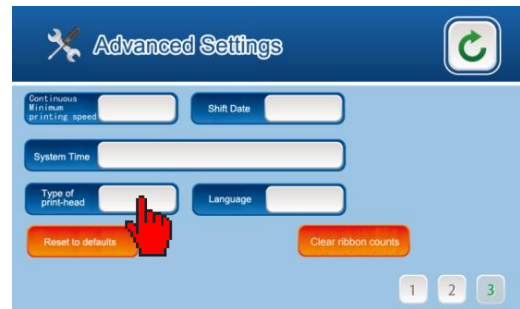 Advanced Settings
Continuous
Minimum
printing speed
Shift Date
System Time
Type of
print-head
Language
Reset to defaults
Clear ribbon counts
1 2 3